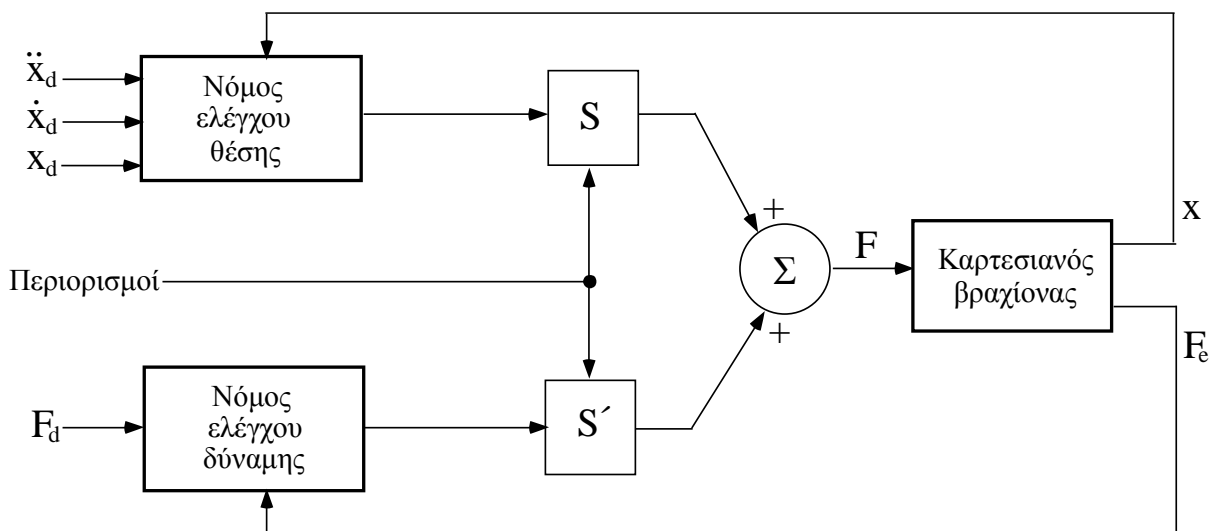 ẍd
ẋd
xd
Νόμος
ελέγχου
θέσης
S
+
Περιορισμοί
Σ
F
Καρτεσιανός
βραχίονας
x
+
Fe
Fd
Νόμος
ελέγχου
δύναμης
S´